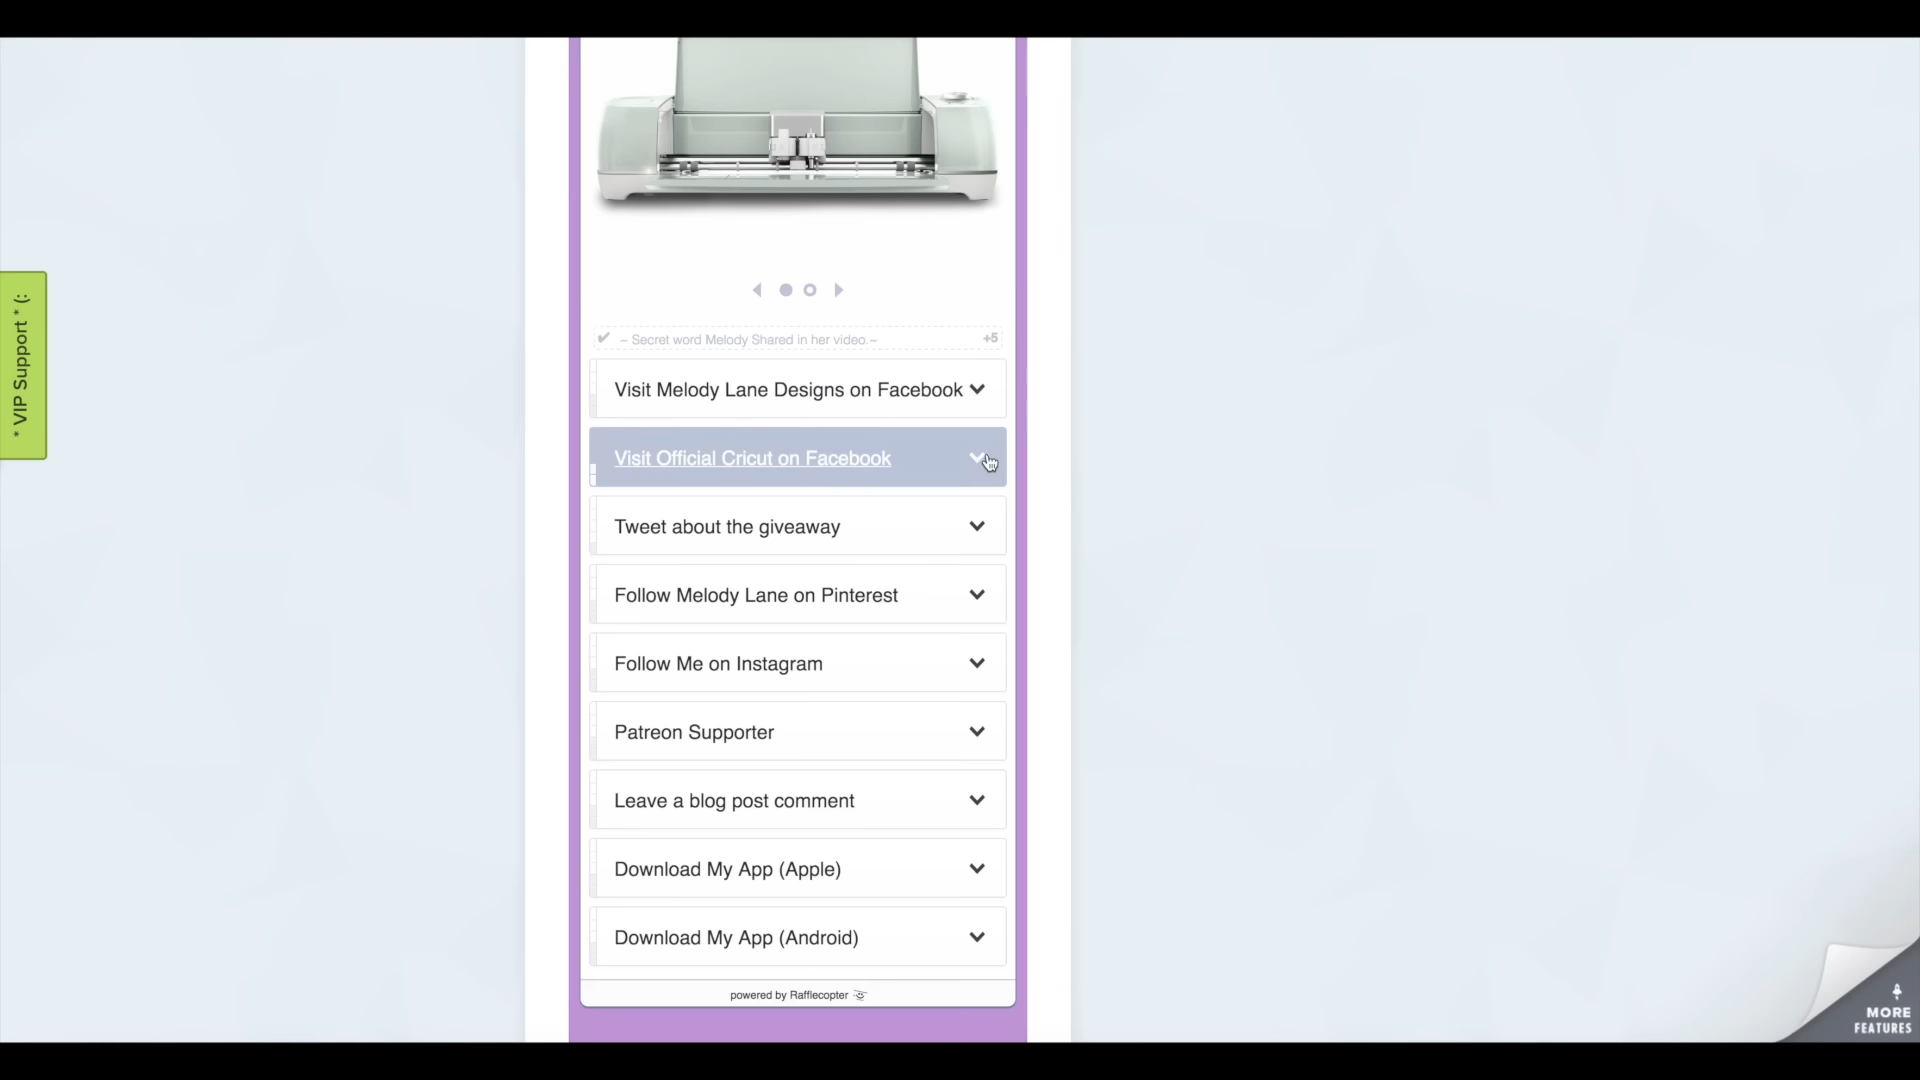 * VIP Support * (:
~ Secret word Melody Shared in her video.~ +5
Visit Melody Lane Designs on Facebook
Visit Official Cricut on Facebook
Tweet about the giveaway
Follow Melody Lane on Pinterest
Follow Me on Instagram
Patreon Supporter
Leave a blog post comment
Download My App (Apple)
Download My App (Android)
powered by Rafflecopter
MORE
FEATURES